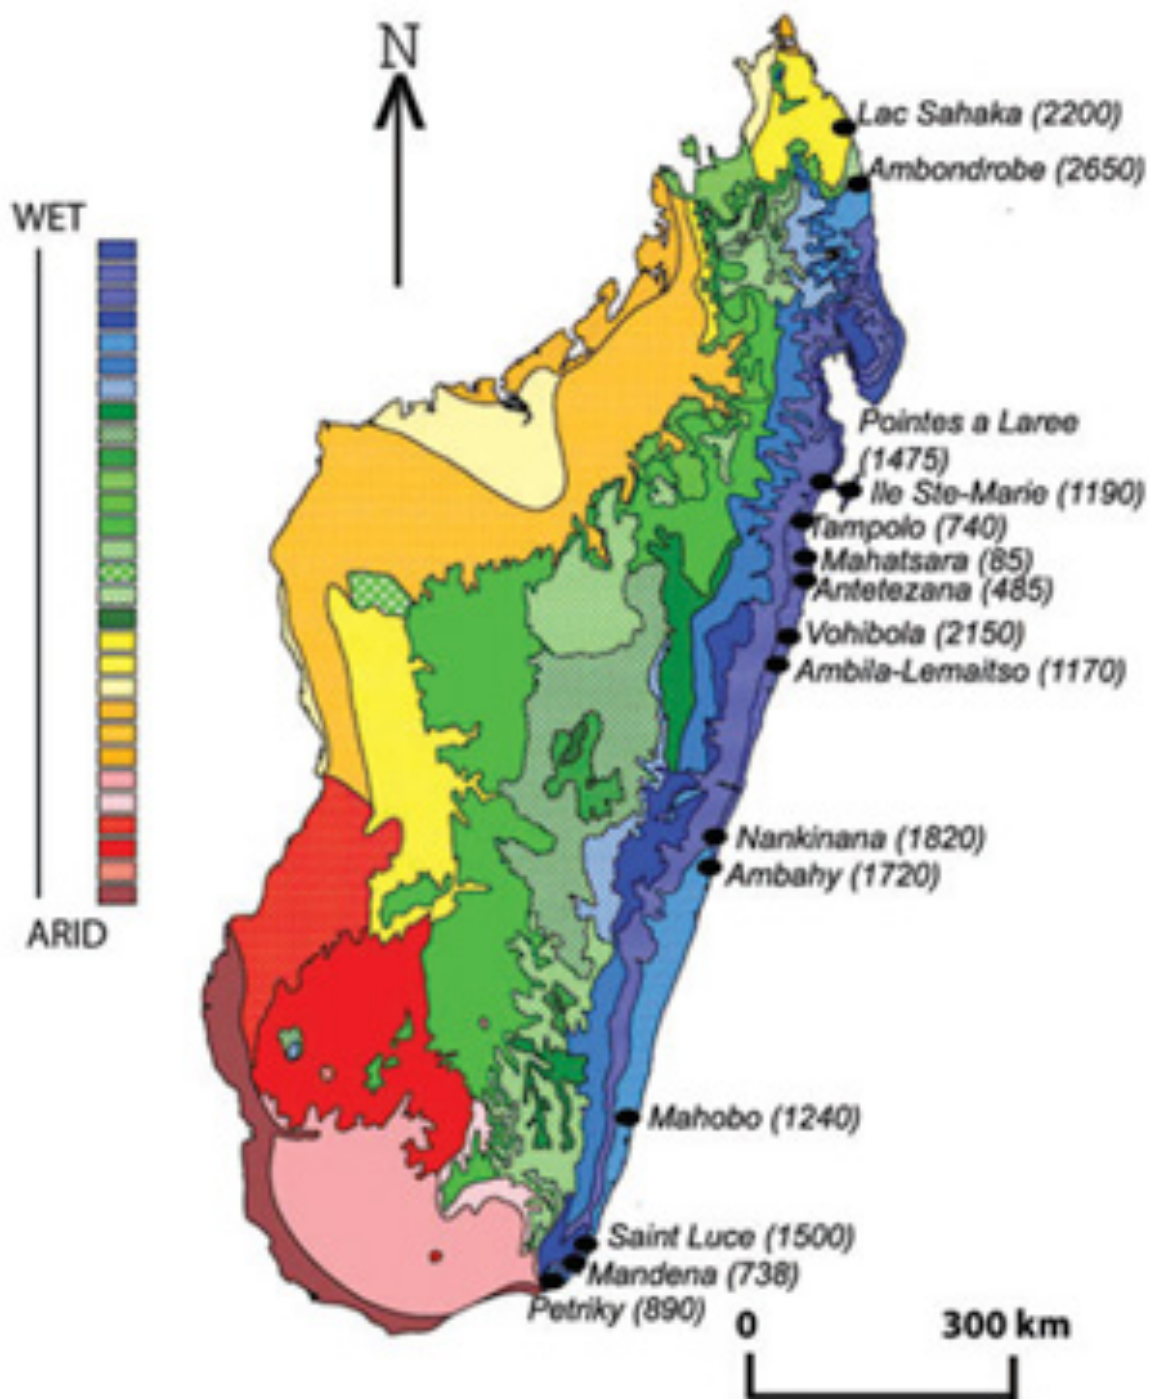 N
WET
ARID
Lac Sahaka (2200)
Ambondrobe (2650)
Pointes a Laree
(1475)
Ile Ste-Marie (1190)
Tampolo (740)
Mahatsara (85)
Antetezana (485)
Vohibola (2150)
Ambila-Lemaitso (1170)
Nankinana (1820)
Ambahy (1720)
Mahobo (1240)
Saint Luce (1500)
Mandena (738)
Petriky (890)
0 300 km